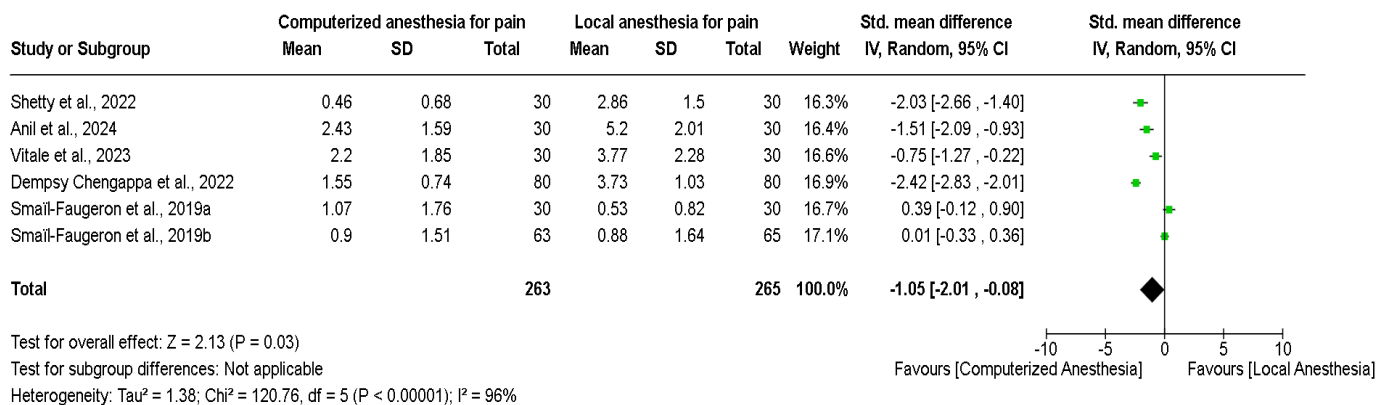 Computerized anesthesia for pain Local anesthesia for pain Std. mean difference Std. mean difference
Study or Subgroup Mean SD Total Mean SD Total Weight IV, Random, 95% CI IV, Random, 95% CI
Shetty et al., 2022 0.46 0.68 30 2.86 1.5 30 16.3% -2.03 [-2.66 , -1.40]
Anil et al., 2024 2.43 1.59 30 5.2 2.01 30 16.4% -1.51 [-2.09 , -0.93]
Vitale et al., 2023 2.2 1.85 30 3.77 2.28 30 16.6% -0.75 [-1.27 , -0.22]
Dempsy Chengappa et al., 2022 1.55 0.74 80 3.73 1.03 80 16.9% -2.42 [-2.83 , -2.01]
Smaïl-Faugeron et al., 2019a 1.07 1.76 30 0.53 0.82 30 16.7% 0.39 [-0.12 , 0.90]
Smaïl-Faugeron et al., 2019b 0.9 1.51 63 0.88 1.64 65 17.1% 0.01 [-0.33 , 0.36]
Total 263 265 100.0% -1.05 [-2.01 , -0.08]
Test for overall effect: Z = 2.13 (P = 0.03)
-10 -5 0 5 10
Test for subgroup differences: Not applicable
Favours [Computerized Anesthesia] Favours [Local Anesthesia]
Heterogeneity: Tau² = 1.38; Chi² = 120.76, df = 5 (P < 0.00001); I² = 96%